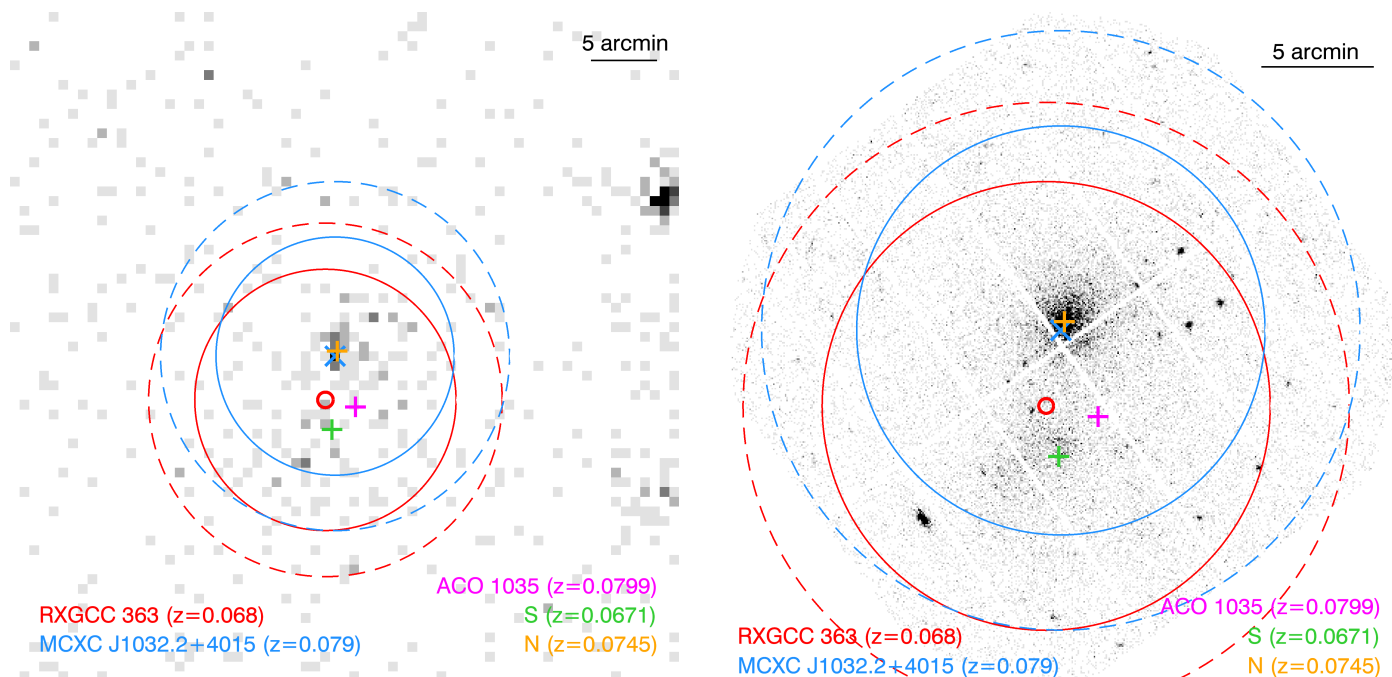 5 arcmin
ACO 1035 (z=0.0799)
RXGCC 363 (z=0.068)
S (z=0.0671)
MCXC J1032.2+4015 (z=0.079)
N (z=0.0745)
5 arcmin
ACO 1035 (z=0.0799)
RXGCC 363 (z=0.068)
S (z=0.0671)
MCXC J1032.2+4015 (z=0.079)
N (z=0.0745)